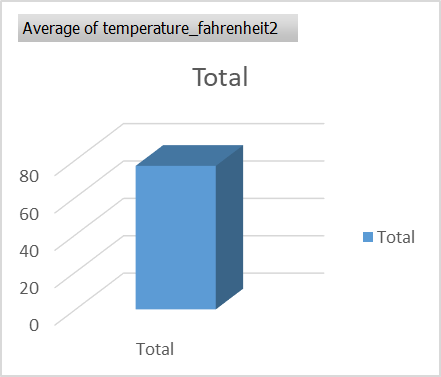 Average of temperature_fahrenheit2
Total
80
60
40
20
0
Total
Total